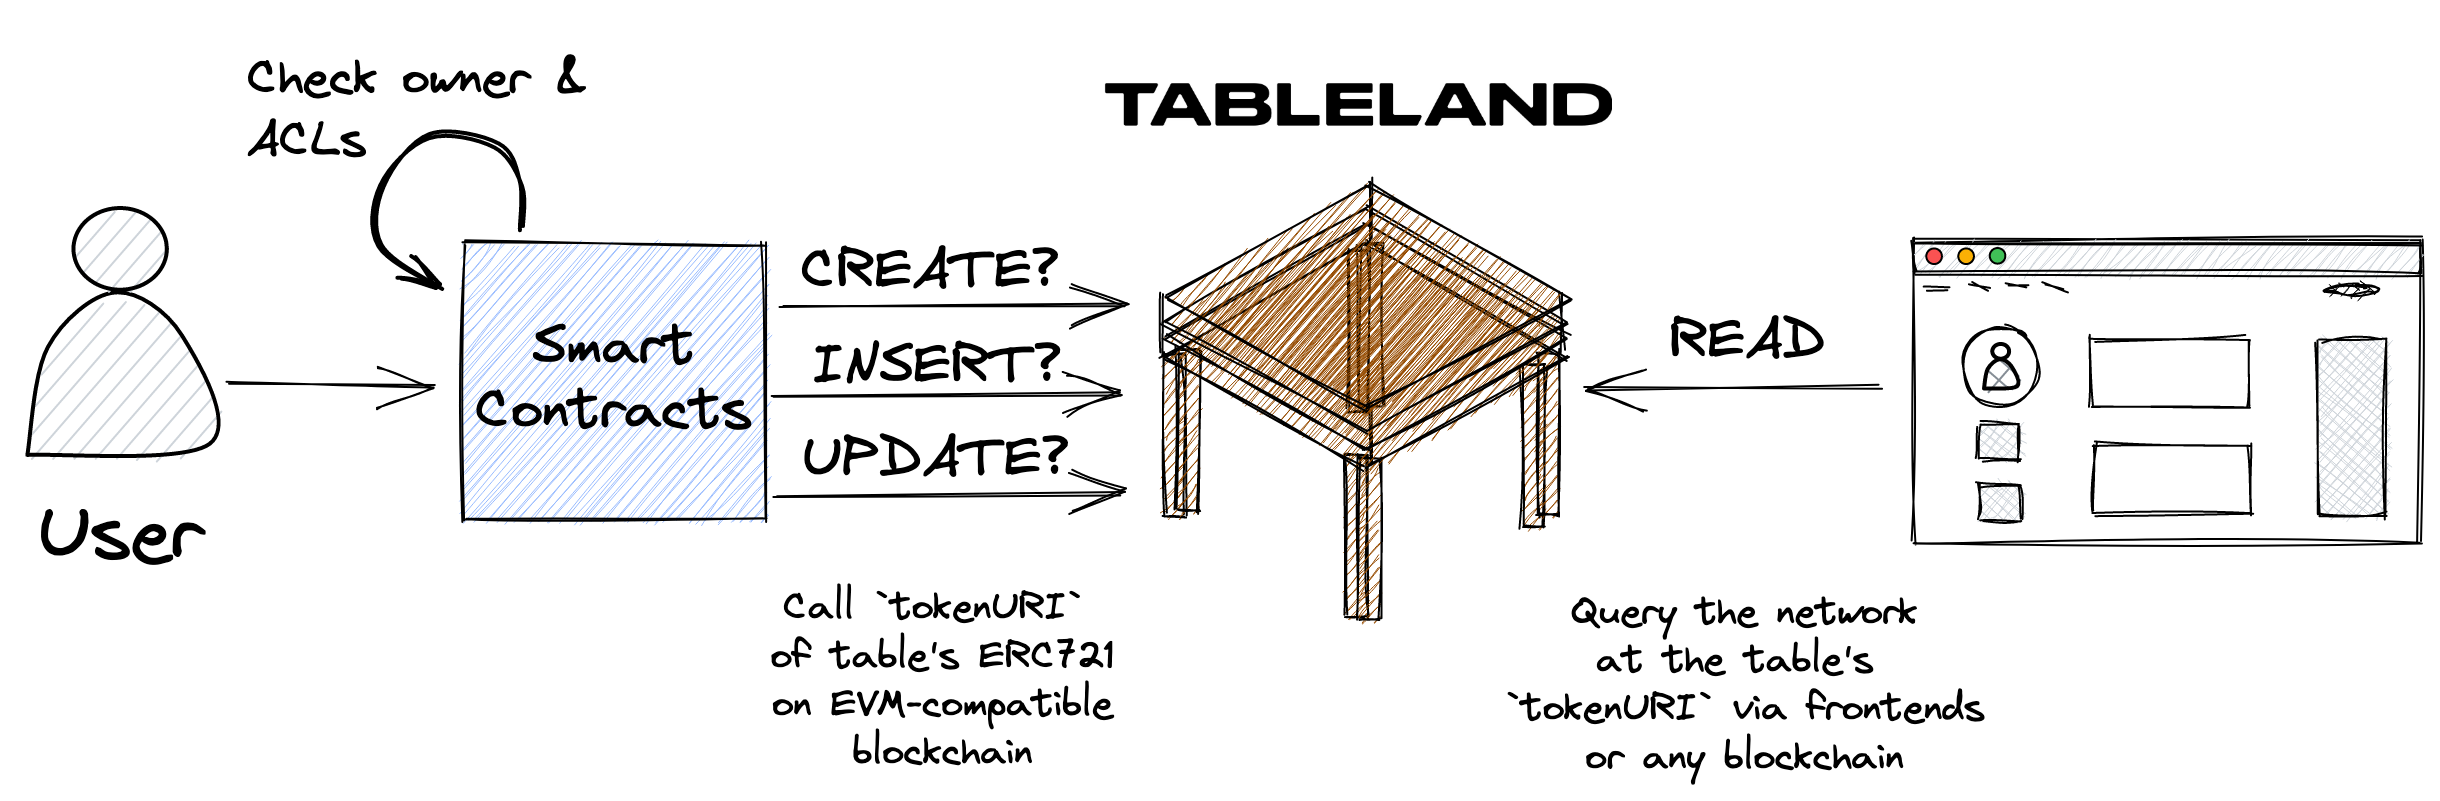 Check owner &
ACLs
TABLELAND
User
Smart
Contracts
CREATE?
INSERT?
UPDATE?
READ
Call `tokenURI`
of table's ERC721
on EVM-compatible
blockchain
Query the network
at the table's
`tokenURI` via frontends
or any blockchain